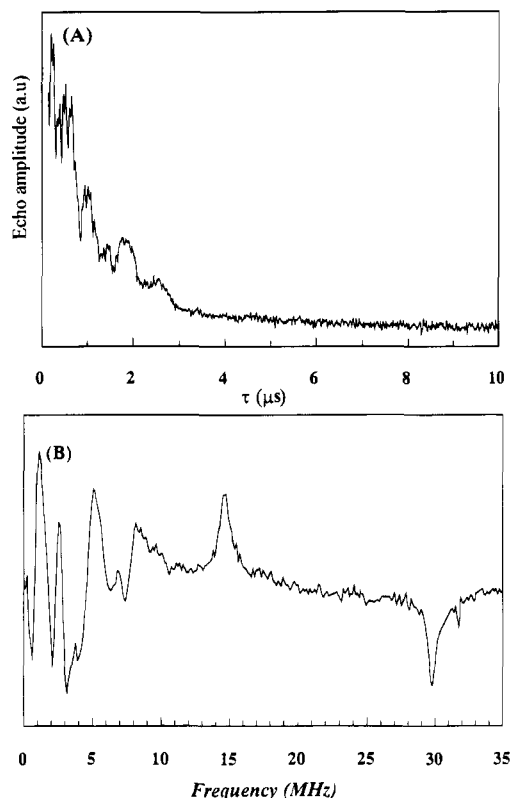 (A)
Echo amplitude (a.u)
0 2 4 6 8 10
τ (μs)
(B)
0 5 10 15 20 25 30 35
Frequency (MHz)